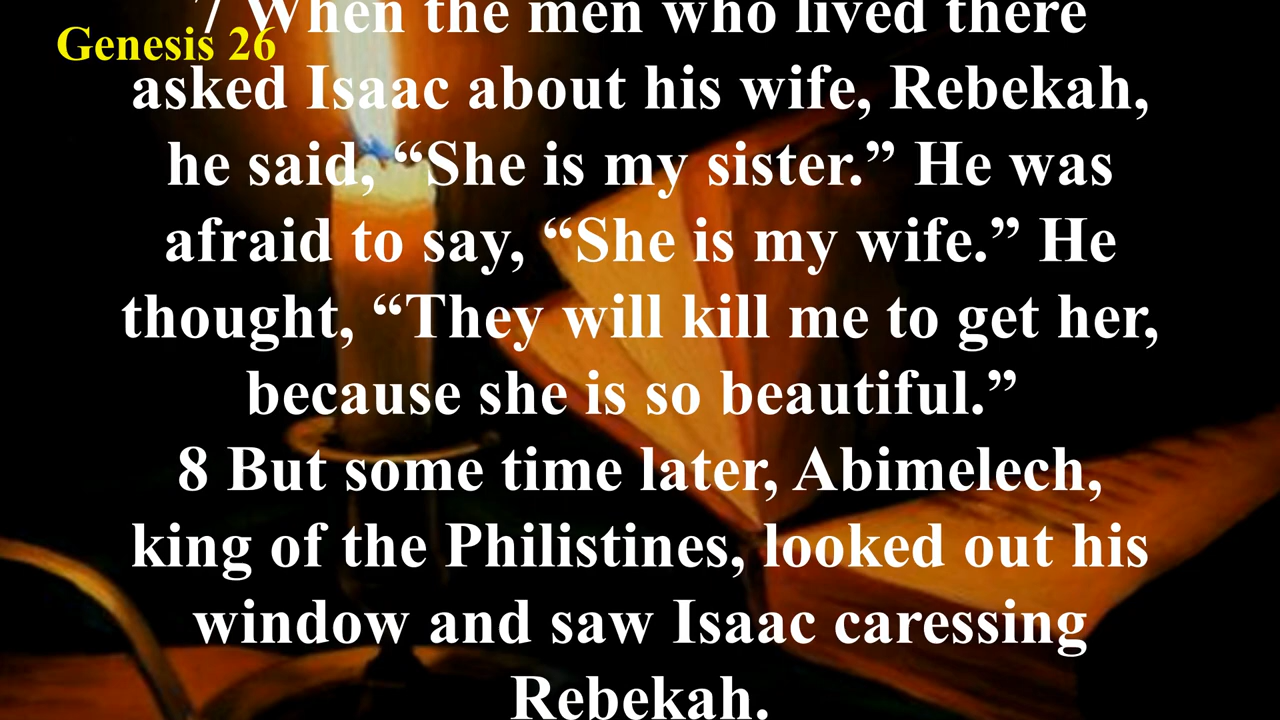 Genesis 26
7 When the men who lived there
asked Isaac about his wife, Rebekah,
he said, “She is my sister.” He was
afraid to say, “She is my wife.” He
thought, “They will kill me to get her,
because she is so beautiful.”
8 But some time later, Abimelech,
king of the Philistines, looked out his
window and saw Isaac caressing
Rebekah.